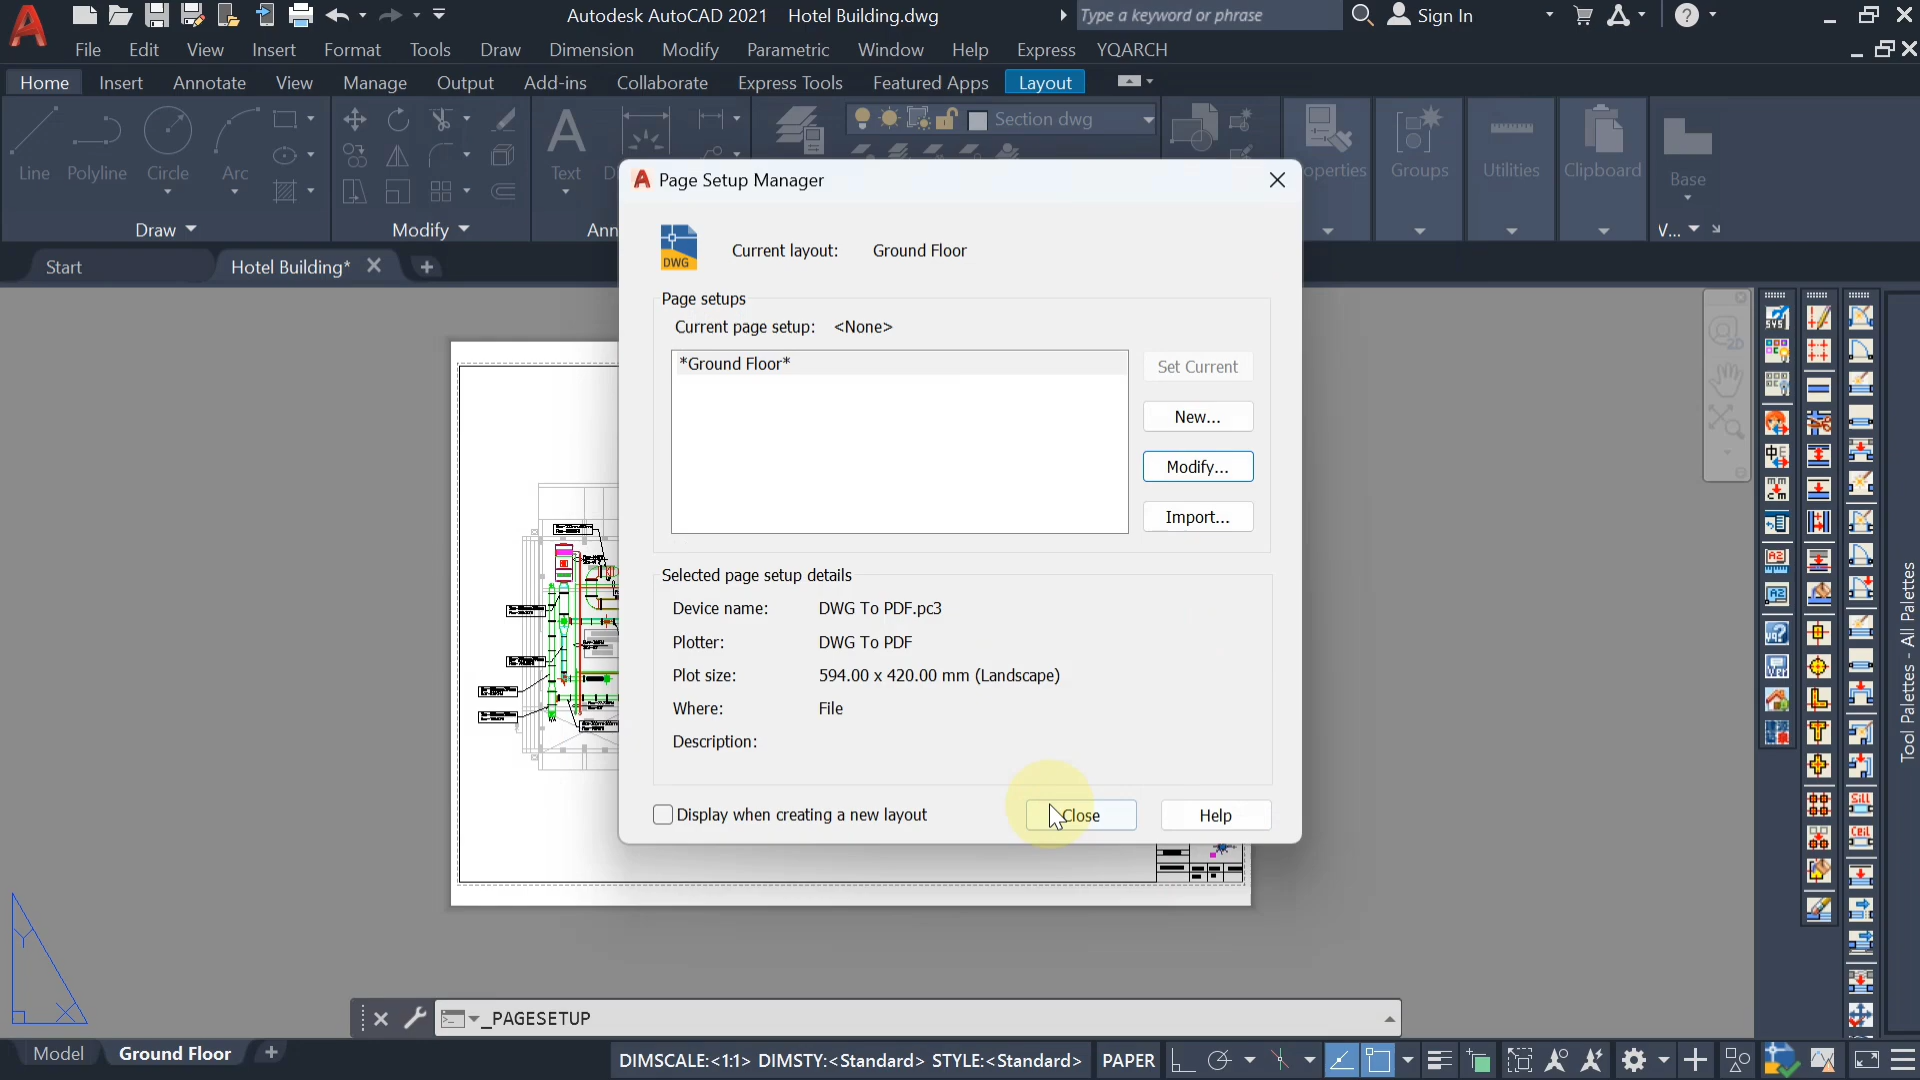 Autodesk AutoCAD 2021 Hotel Building.dwg
Type a keyword or phrase
Sign In
File Edit View Insert Format Tools Draw Dimension Modify Parametric Window Help Express YQARCH
Home Insert Annotate View Manage Output Add-ins Collaborate Express Tools Featured Apps Layout
Section dwg
Line Polyline Circle Arc Text operties Groups Utilities Clipboard Base
Draw Modify Ann V...
Start Hotel Building*
Page Setup Manager
DWG
Current layout: Ground Floor
Page setups
Current page setup: <None>
*Ground Floor*
Set Current
New...
Modify...
Import...
Selected page setup details
Device name: DWG To PDF.pc3
Plotter: DWG To PDF
Plot size: 594.00 x 420.00 mm (Landscape)
Where: File
Description:
Display when creating a new layout
Close
Help
Tool Palettes - All Palettes
Y
X
_PAGESETUP
Model Ground Floor
DIMSCALE:<1:1> DIMSTY:<Standard> STYLE:<Standard> PAPER